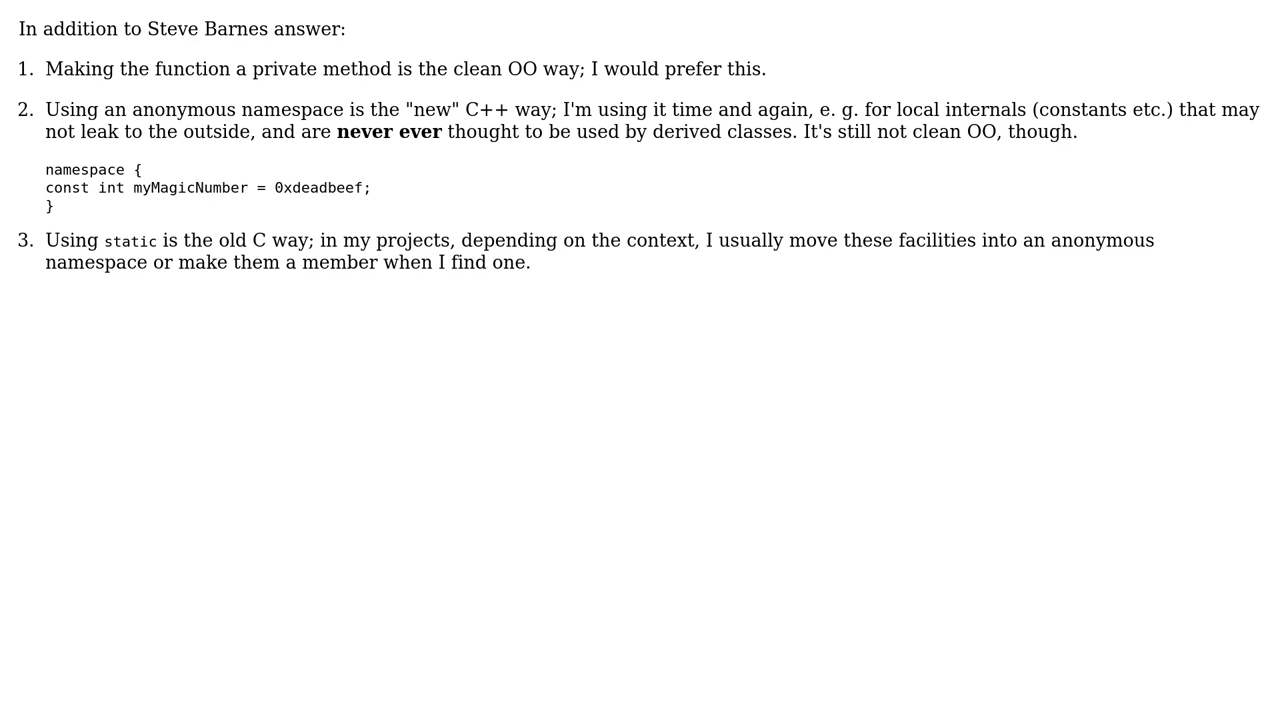 In addition to Steve Barnes answer:
1. Making the function a private method is the clean OO way; I would prefer this.
2. Using an anonymous namespace is the "new" C++ way; I'm using it time and again, e. g. for local internals (constants etc.) that may
not leak to the outside, and are never ever thought to be used by derived classes. It's still not clean OO, though.
namespace {
const int myMagicNumber = 0xdeadbeef;
}
3. Using static is the old C way; in my projects, depending on the context, I usually move these facilities into an anonymous
namespace or make them a member when I find one.